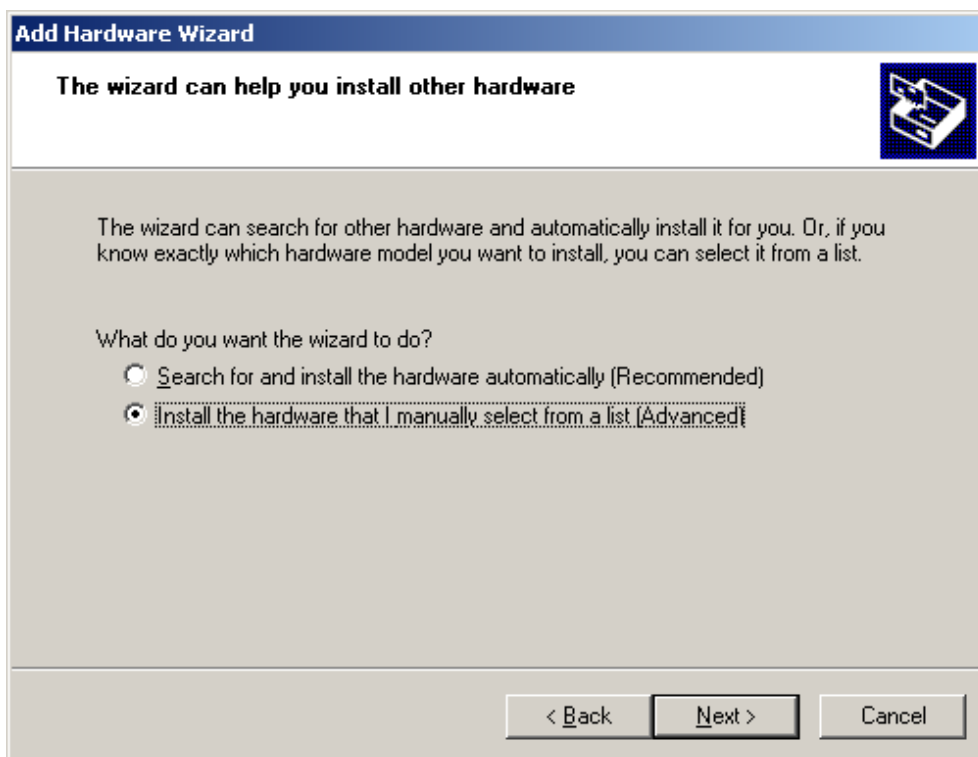 Add Hardware Wizard
The wizard can help you install other hardware
The wizard can search for other hardware and automatically install it for you. Or, if you
know exactly which hardware model you want to install, you can select it from a list.
What do you want the wizard to do?
Search for and install the hardware automatically (Recommended)
Install the hardware that I manually select from a list (Advanced)
< Back
Next >
Cancel